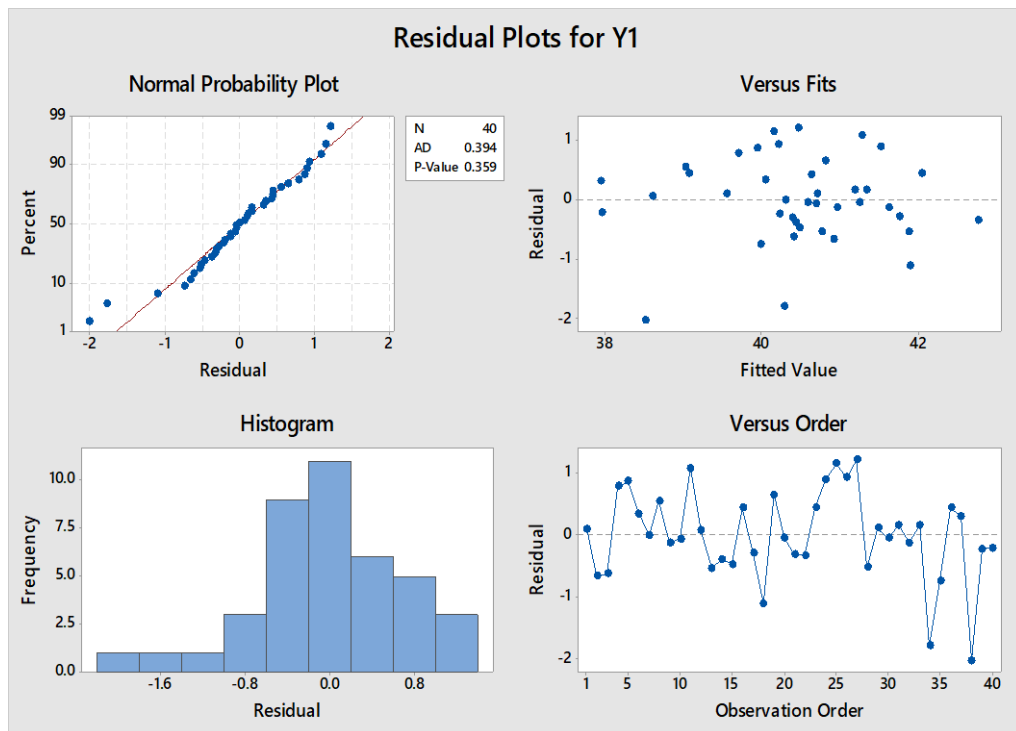 Residual Plots for Y1
Normal Probability Plot
99
90
50
10
1
Percent
-2 -1 0 1 2
Residual
N 40
AD 0.394
P-Value 0.359
Versus Fits
1
0
-1
-2
Residual
38 40 42
Fitted Value
Histogram
10.0
7.5
5.0
2.5
0.0
Frequency
-1.6 -0.8 0.0 0.8
Residual
Versus Order
1
0
-1
-2
Residual
1 5 10 15 20 25 30 35 40
Observation Order